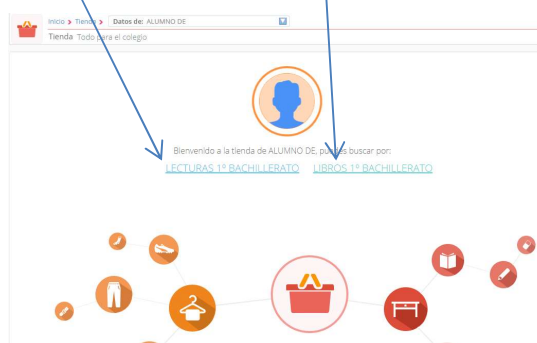 Inicio > Tienda > Datos de: ALUMNO DE
Tienda Todo para el colegio
Bienvenido a la tienda de ALUMNO DE, puedes buscar por:
LECTURAS 1º BACHILLERATO LIBROS 1º BACHILLERATO